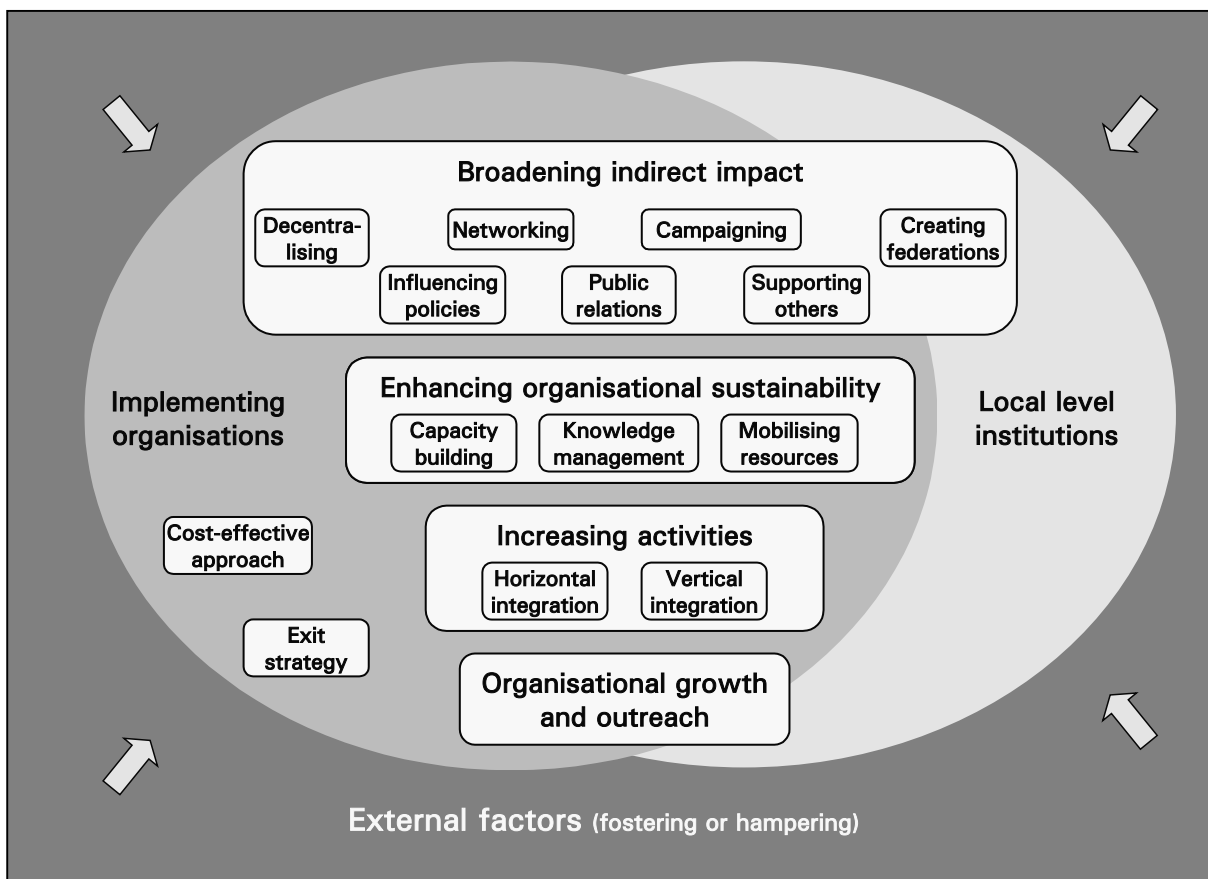 Broadening indirect impact
Decentra-
lising
Networking
Campaigning
Creating
federations
Influencing
policies
Public
relations
Supporting
others
Implementing
organisations
Enhancing organisational sustainability
Capacity
building
Knowledge
management
Mobilising
resources
Local level
institutions
Cost-effective
approach
Increasing activities
Horizontal
integration
Vertical
integration
Exit
strategy
Organisational growth
and outreach
External factors (fostering or hampering)